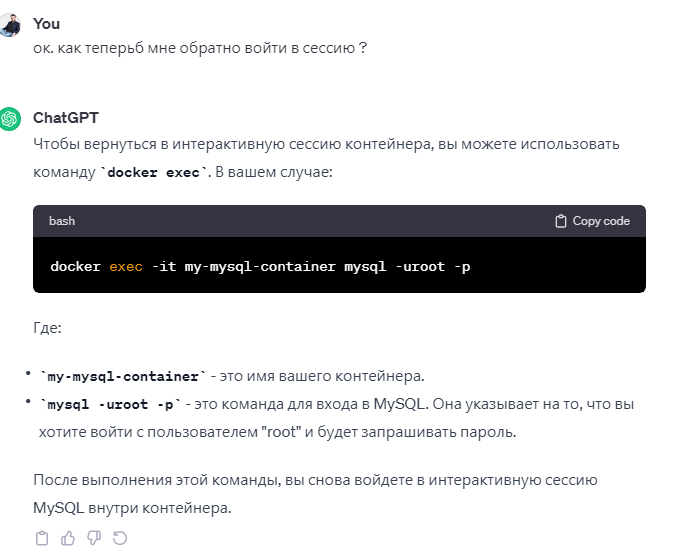 You
ок. как теперьб мне обратно войти в сессию ?
ChatGPT
Чтобы вернуться в интерактивную сессию контейнера, вы можете использовать
команду `docker exec`. В вашем случае:
bash
Copy code
docker exec -it my-mysql-container mysql -uroot -p
Где:
• `my-mysql-container` - это имя вашего контейнера.
• `mysql -uroot -p` - это команда для входа в MySQL. Она указывает на то, что вы
хотите войти с пользователем "root" и будет запрашивать пароль.
После выполнения этой команды, вы снова войдете в интерактивную сессию
MySQL внутри контейнера.